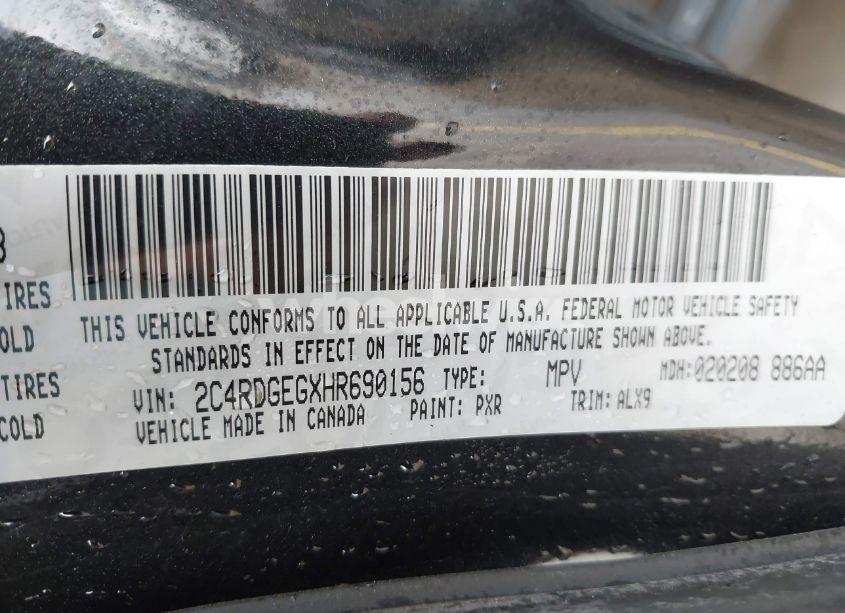 3
TIRES
COLD
TIRES
COLD
THIS VEHICLE CONFORMS TO ALL APPLICABLE U.S.A. FEDERAL MOTOR VEHICLE SAFETY
STANDARDS IN EFFECT ON THE DATE OF MANUFACTURE SHOWN ABOVE.
VIN: 2C4RDGEGXHR690156 TYPE: MPV MDH:020208 886AA
VEHICLE MADE IN CANADA PAINT: PXR TRIM: ALX9